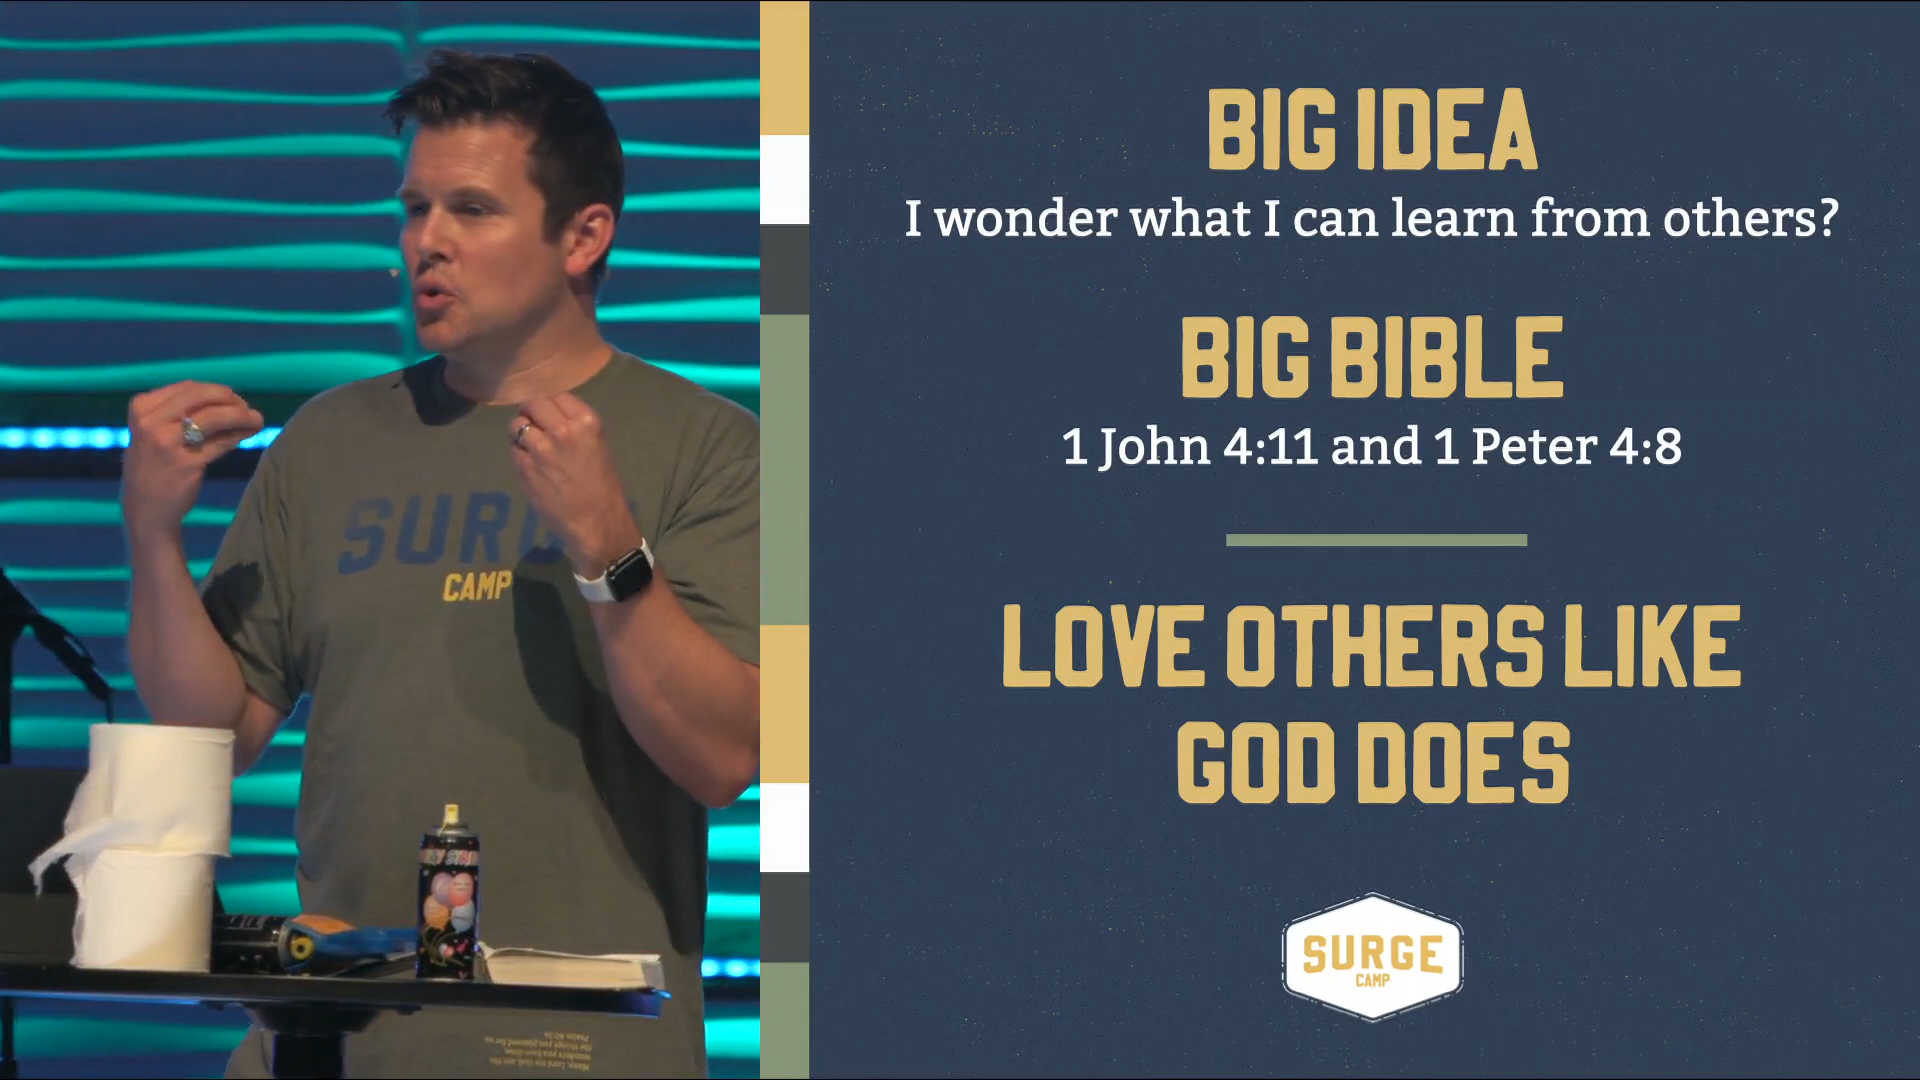 BIG IDEA
I wonder what I can learn from others?
BIG BIBLE
1 John 4:11 and 1 Peter 4:8
LOVE OTHERS LIKE
GOD DOES
SURGE
CAMP
SURG
CAMP